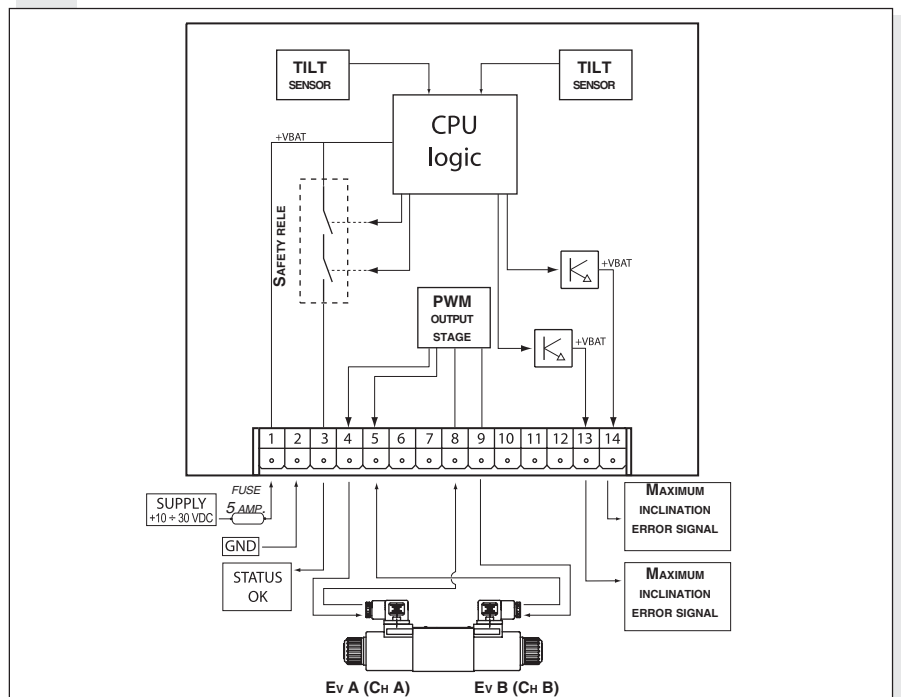 TILT
SENSOR
TILT
SENSOR
CPU
logic
+VBAT
SAFETY RELE
+VBAT
PWM
OUTPUT
STAGE
+VBAT
1 2 3 4 5 6 7 8 9 10 11 12 13 14
FUSE
5 AMP.
SUPPLY
+10 ÷ 30 VDC
GND
STATUS
OK
MAXIMUM
INCLINATION
ERROR SIGNAL
MAXIMUM
INCLINATION
ERROR SIGNAL
EV A (CH A)
EV B (CH B)